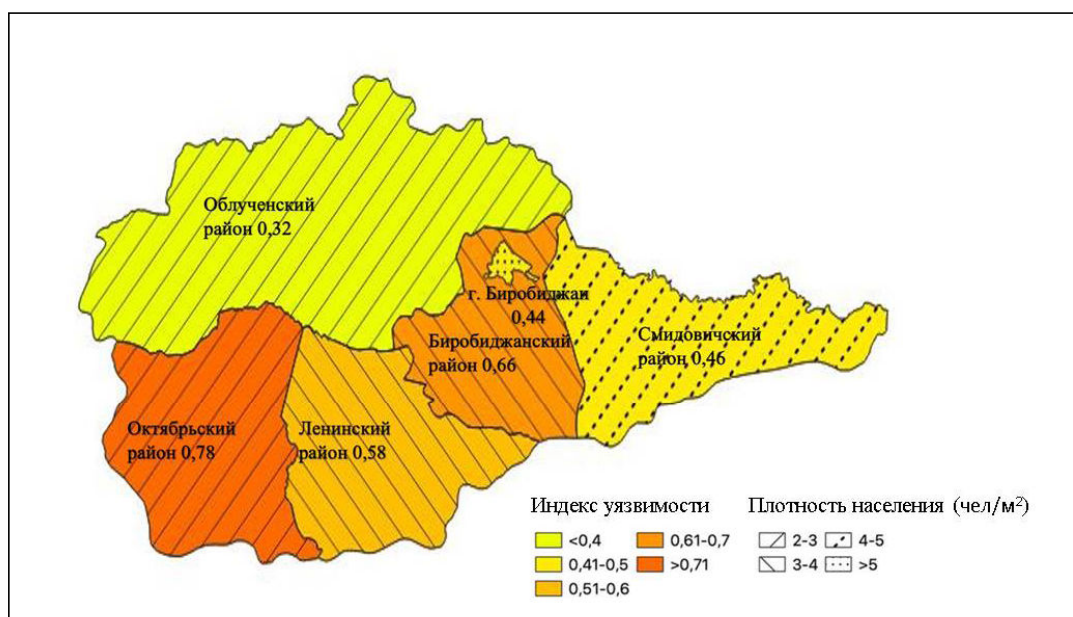 Облученский
район 0,32
г. Биробиджан
0,44
Биробиджанский
район 0,66
Смидовичский
район 0,46
Октябрьский
район 0,78
Ленинский
район 0,58
Индекс уязвимости
<0,4
0,41-0,5
0,51-0,6
0,61-0,7
>0,71
Плотность населения (чел/м²)
2-3
3-4
4-5
>5